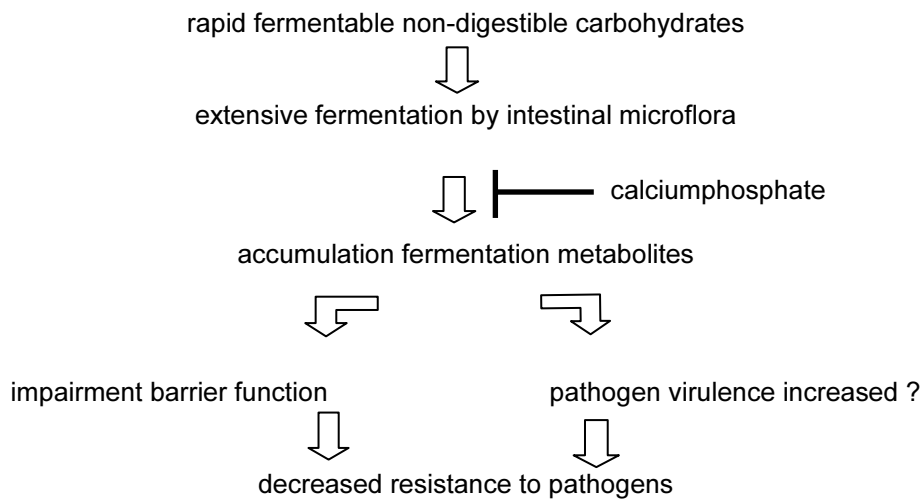 rapid fermentable non-digestible carbohydrates
extensive fermentation by intestinal microflora
calciumphosphate
accumulation fermentation metabolites
impairment barrier function
pathogen virulence increased ?
decreased resistance to pathogens